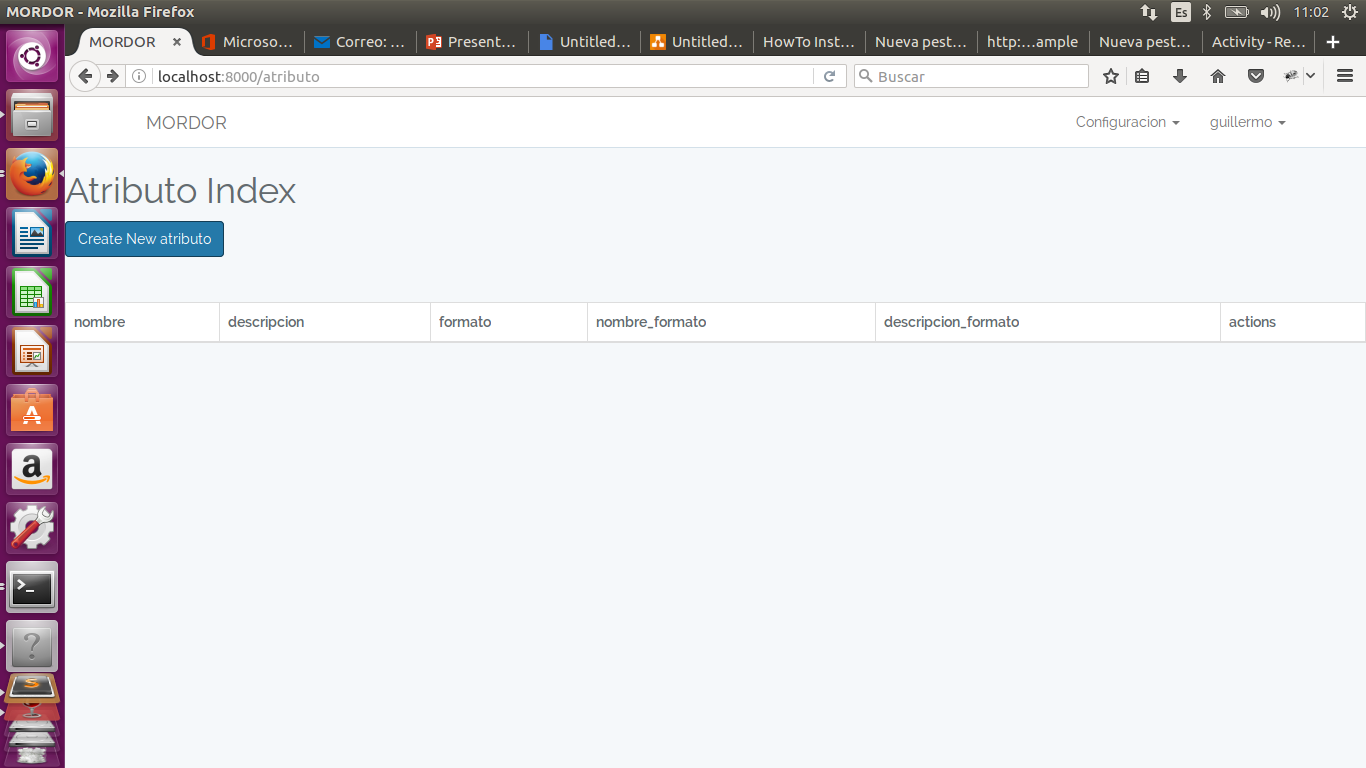 MORDOR - Mozilla Firefox
Es
11:02
MORDOR
Microso...
Correo: ...
Present...
Untitled...
Untitled...
HowTo Inst...
Nueva pest...
http:...ample
Nueva pest...
Activity - Re...
localhost:8000/atributo
Buscar
MORDOR
Configuracion
guillermo
Atributo Index
Create New atributo
nombre
descripcion
formato
nombre_formato
descripcion_formato
actions